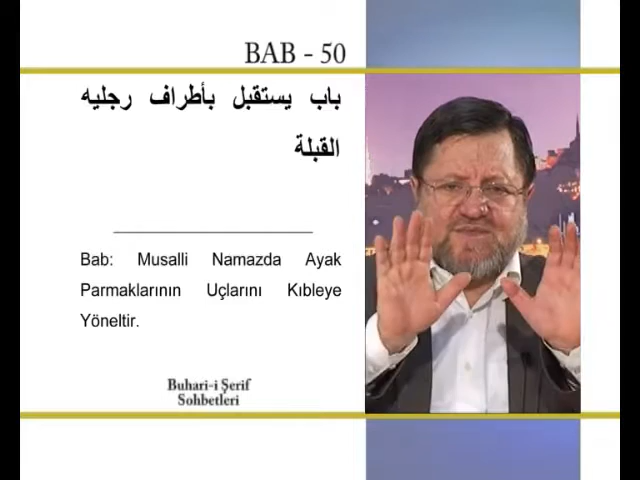 BAB - 50
باب يستقبل بأطراف رجليه
القبلة
Bab: Musalli Namazda Ayak
Parmaklarının Uçlarını Kıbleye
Yöneltir.
Buhari-i Şerif
Sohbetleri